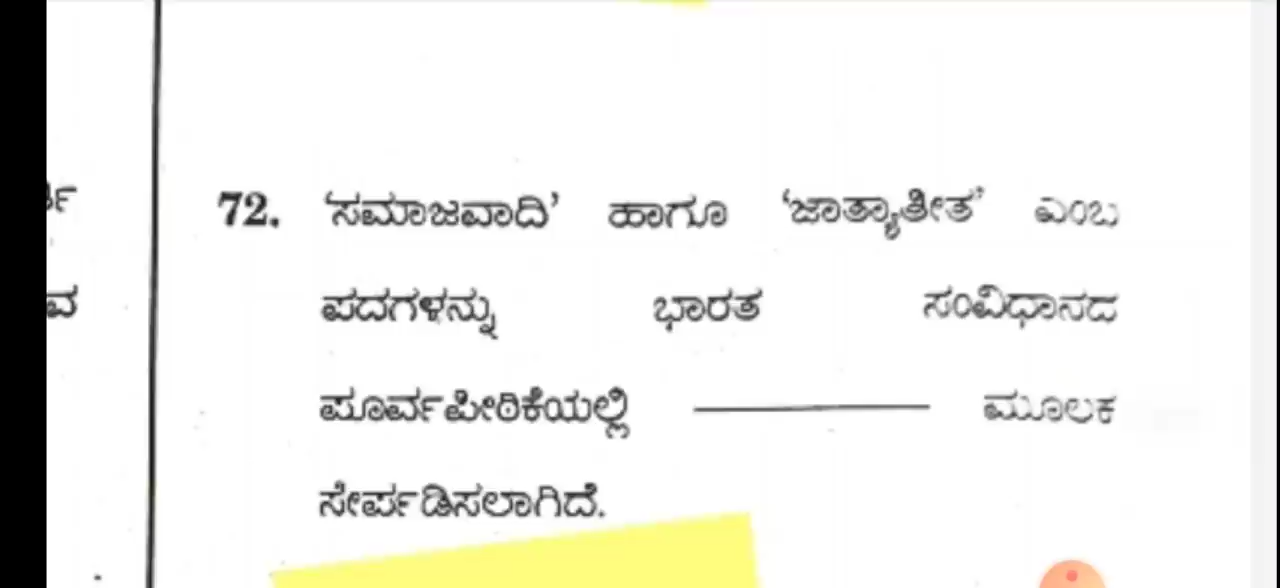 72. 'ಸಮಾಜವಾದಿ' ಹಾಗೂ 'ಜಾತ್ಯಾತೀತ' ಎಂಬ
ವ ಪದಗಳನ್ನು ಭಾರತ ಸಂವಿಧಾನದ
ಪೂರ್ವಪೀಠಿಕೆಯಲ್ಲಿ ——— ಮೂಲಕ
ಸೇರ್ಪಡಿಸಲಾಗಿದೆ.